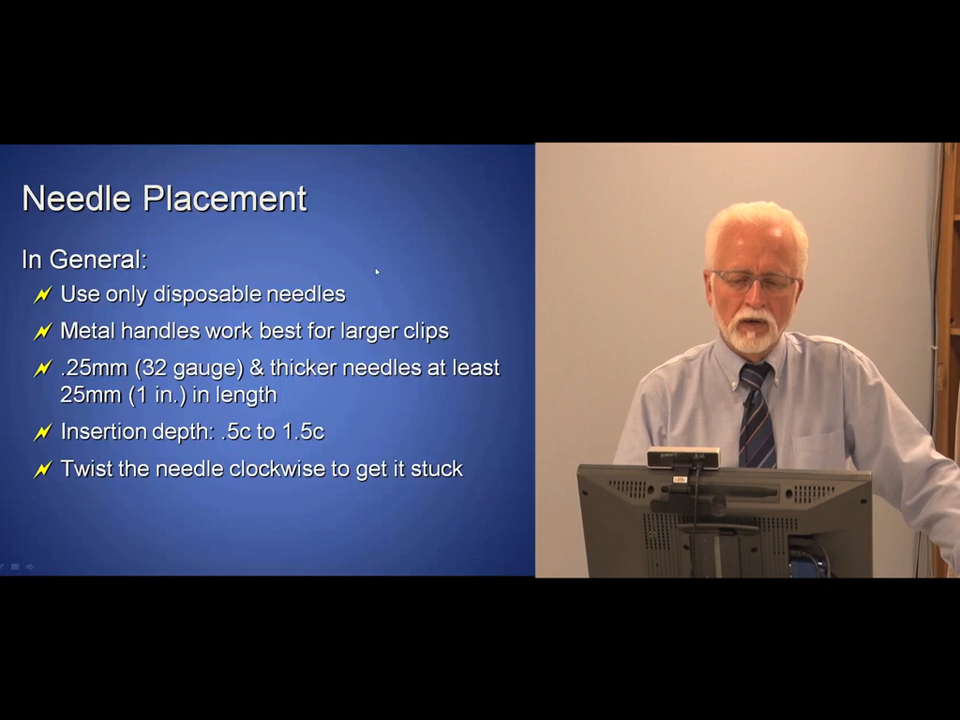 Needle Placement
In General:
Use only disposable needles
Metal handles work best for larger clips
.25mm (32 gauge) & thicker needles at least
25mm (1 in.) in length
Insertion depth: .5c to 1.5c
Twist the needle clockwise to get it stuck